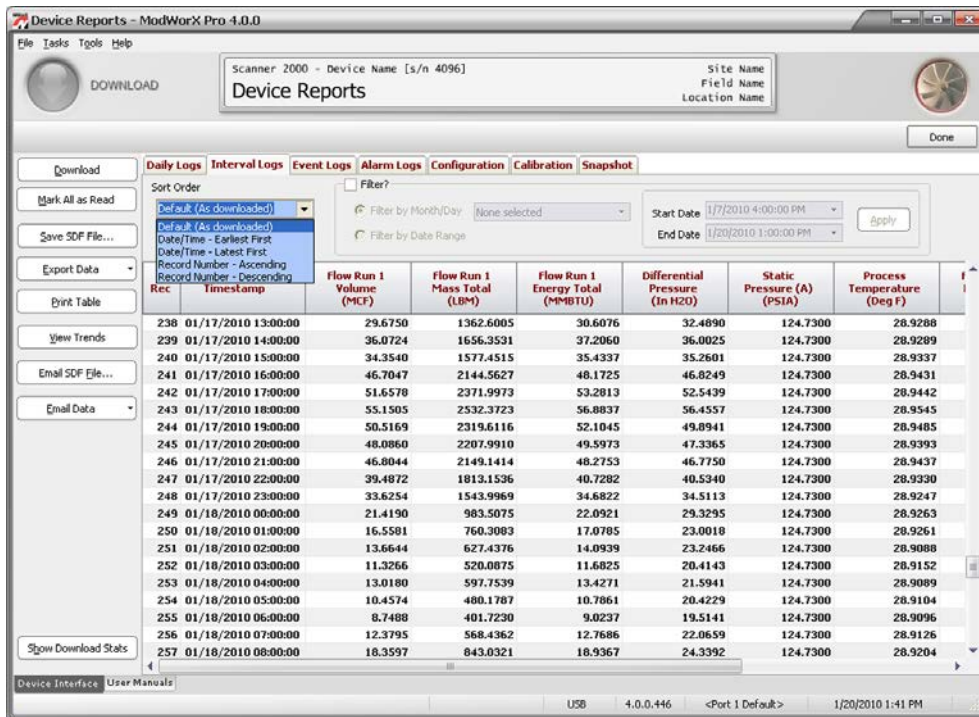 Device Reports - ModWorX Pro 4.0.0
File Tasks Tools Help
DOWNLOAD
Scanner 2000 - Device Name [s/n 4096]
Device Reports
Site Name
Field Name
Location Name
Done
Download
Mark All as Read
Save SDF File...
Export Data
Print Table
View Trends
Email SDF File...
Email Data
Show Download Stats
Daily Logs Interval Logs Event Logs Alarm Logs Configuration Calibration Snapshot
Sort Order
Default (As downloaded)
Default (As downloaded)
Date/Time - Earliest First
Date/Time - Latest First
Record Number - Ascending
Record Number - Descending
Filter?
Filter by Month/Day None selected
Filter by Date Range
Start Date 1/7/2010 4:00:00 PM
End Date 1/20/2010 1:00:00 PM
Apply
Rec Timestamp Flow Run 1 Volume (MCF) Flow Run 1 Mass Total (LBM) Flow Run 1 Energy Total (MMBTU) Differential Pressure (In H2O) Static Pressure (A) (PSIA) Process Temperature (Deg F)
238 01/17/2010 13:00:00 29.6750 1362.6005 30.6076 32.4890 124.7300 28.9288
239 01/17/2010 14:00:00 36.0724 1656.3531 37.2060 36.0025 124.7300 28.9289
240 01/17/2010 15:00:00 34.3540 1577.4515 35.4337 35.2601 124.7300 28.9337
241 01/17/2010 16:00:00 46.7047 2144.5627 48.1725 46.8249 124.7300 28.9431
242 01/17/2010 17:00:00 51.6578 2371.9973 53.2813 52.5439 124.7300 28.9442
243 01/17/2010 18:00:00 55.1505 2532.3723 56.8837 56.4557 124.7300 28.9545
244 01/17/2010 19:00:00 50.5169 2319.6116 52.1045 49.8941 124.7300 28.9485
245 01/17/2010 20:00:00 48.0860 2207.9910 49.5973 47.3365 124.7300 28.9393
246 01/17/2010 21:00:00 46.8044 2149.1414 48.2753 46.7750 124.7300 28.9437
247 01/17/2010 22:00:00 39.4872 1813.1536 40.7282 40.5340 124.7300 28.9330
248 01/17/2010 23:00:00 33.6254 1543.9969 34.6822 34.5113 124.7300 28.9247
249 01/18/2010 00:00:00 21.4190 983.5075 22.0921 29.3295 124.7300 28.9263
250 01/18/2010 01:00:00 16.5581 760.3083 17.0785 23.0018 124.7300 28.9261
251 01/18/2010 02:00:00 13.6644 627.4376 14.0939 23.2466 124.7300 28.9088
252 01/18/2010 03:00:00 11.3266 520.0875 11.6825 20.4143 124.7300 28.9152
253 01/18/2010 04:00:00 13.0180 597.7539 13.4271 21.5941 124.7300 28.9089
254 01/18/2010 05:00:00 10.4574 480.1787 10.7861 20.4229 124.7300 28.9104
255 01/18/2010 06:00:00 8.7488 401.7230 9.0237 19.5141 124.7300 28.9096
256 01/18/2010 07:00:00 12.3795 568.4362 12.7686 22.0659 124.7300 28.9126
257 01/18/2010 08:00:00 18.3597 843.0321 18.9367 24.3392 124.7300 28.9204
Device Interface User Manuals
USB 4.0.0.446 <Port 1 Default> 1/20/2010 1:41 PM